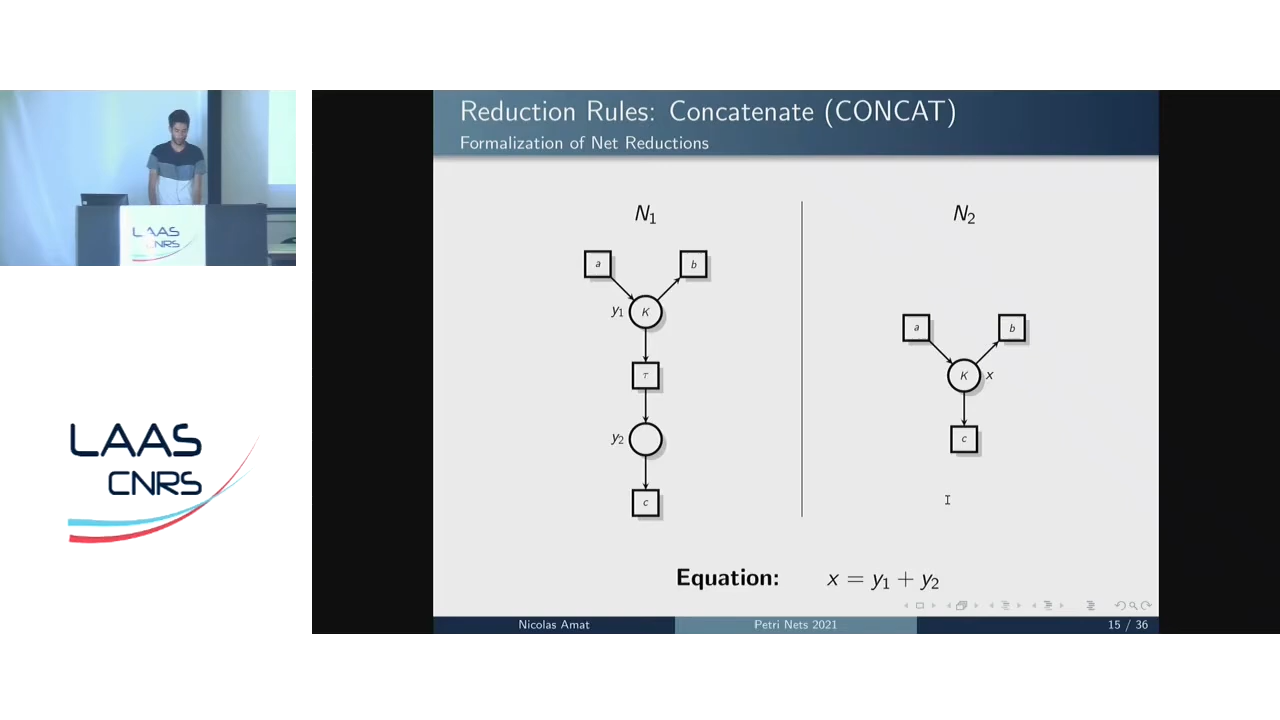 Reduction Rules: Concatenate (CONCAT)
Formalization of Net Reductions
N₁
N₂
a
b
y₁
K
τ
y₂
c
a
b
K
x
c
Equation: x = y₁ + y₂
Nicolas Amat
Petri Nets 2021
15 / 36
LAAS
CNRS
LAAS
CNRS